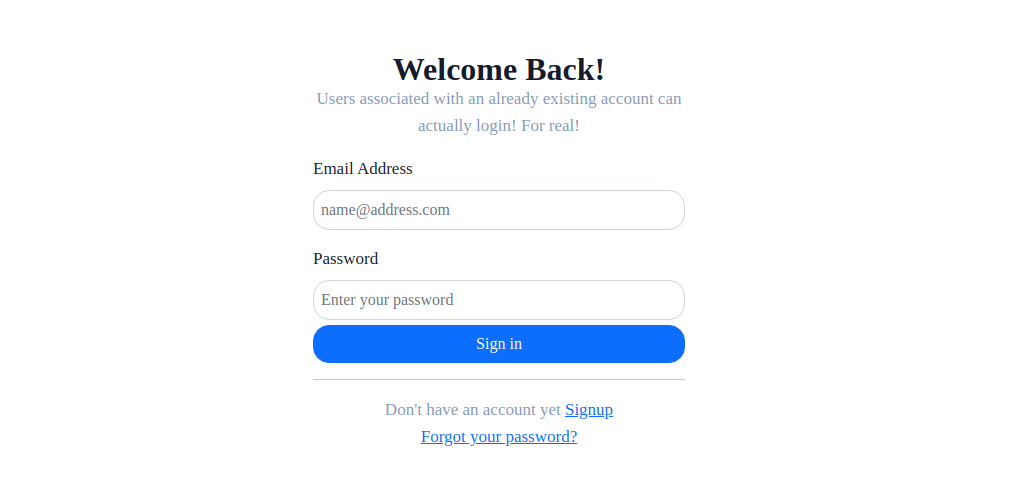 Welcome Back!
Users associated with an already existing account can
actually login! For real!
Email Address
name@address.com
Password
Enter your password
Sign in
Don't have an account yet Signup
Forgot your password?